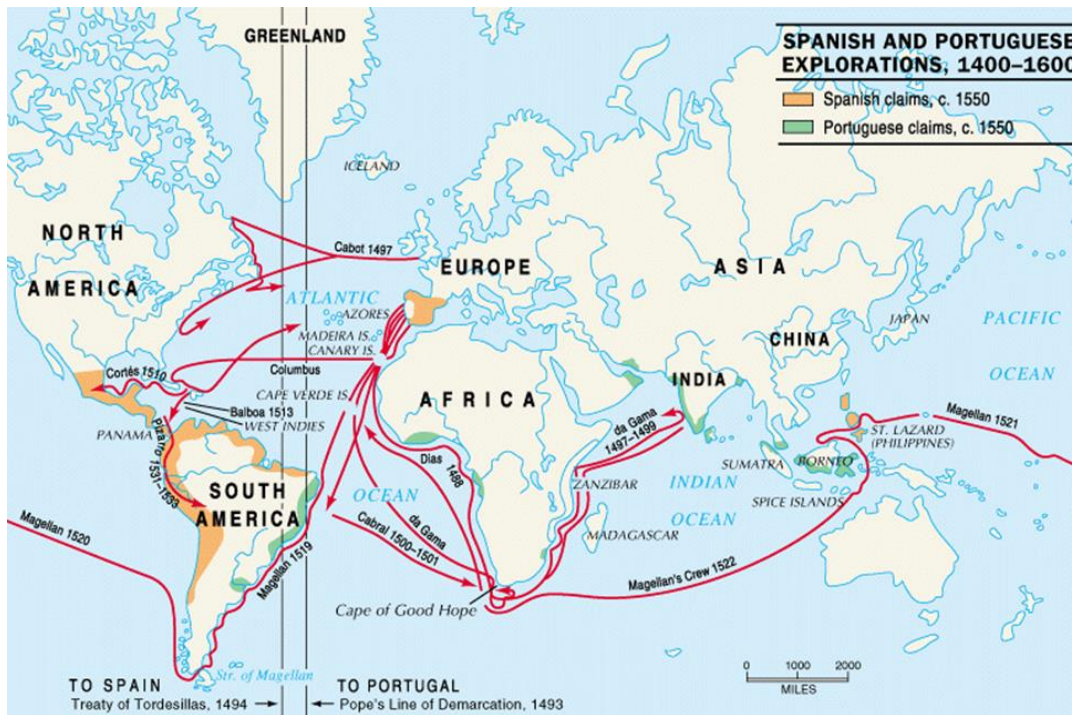 GREENLAND
SPANISH AND PORTUGUESE
EXPLORATIONS, 1400–1600
Spanish claims, c. 1550
Portuguese claims, c. 1550
ICELAND
NORTH
AMERICA
Cabot 1497
EUROPE
ASIA
ATLANTIC
AZORES
MADEIRA IS.
CANARY IS.
JAPAN
PACIFIC
OCEAN
CHINA
Cortés 1510
Columbus
INDIA
CAPE VERDE IS
AFRICA
Balboa 1513
WEST INDIES
PANAMA
Pizarro 1531–1533
da Gama
1497–1499
Magellan 1521
ST. LAZARD
(PHILIPPINES)
Dias 1488
SUMATRA
BORNEO
ZANZIBAR
INDIAN
OCEAN
SPICE ISLANDS
SOUTH
AMERICA
OCEAN
MADAGASCAR
Magellan 1520
Magellan 1519
da Gama
Cabral 1500–1501
Magellan's Crew 1522
Cape of Good Hope
Str. of Magellan
0 1000 2000
MILES
TO SPAIN
Treaty of Tordesillas, 1494
TO PORTUGAL
Pope's Line of Demarcation, 1493